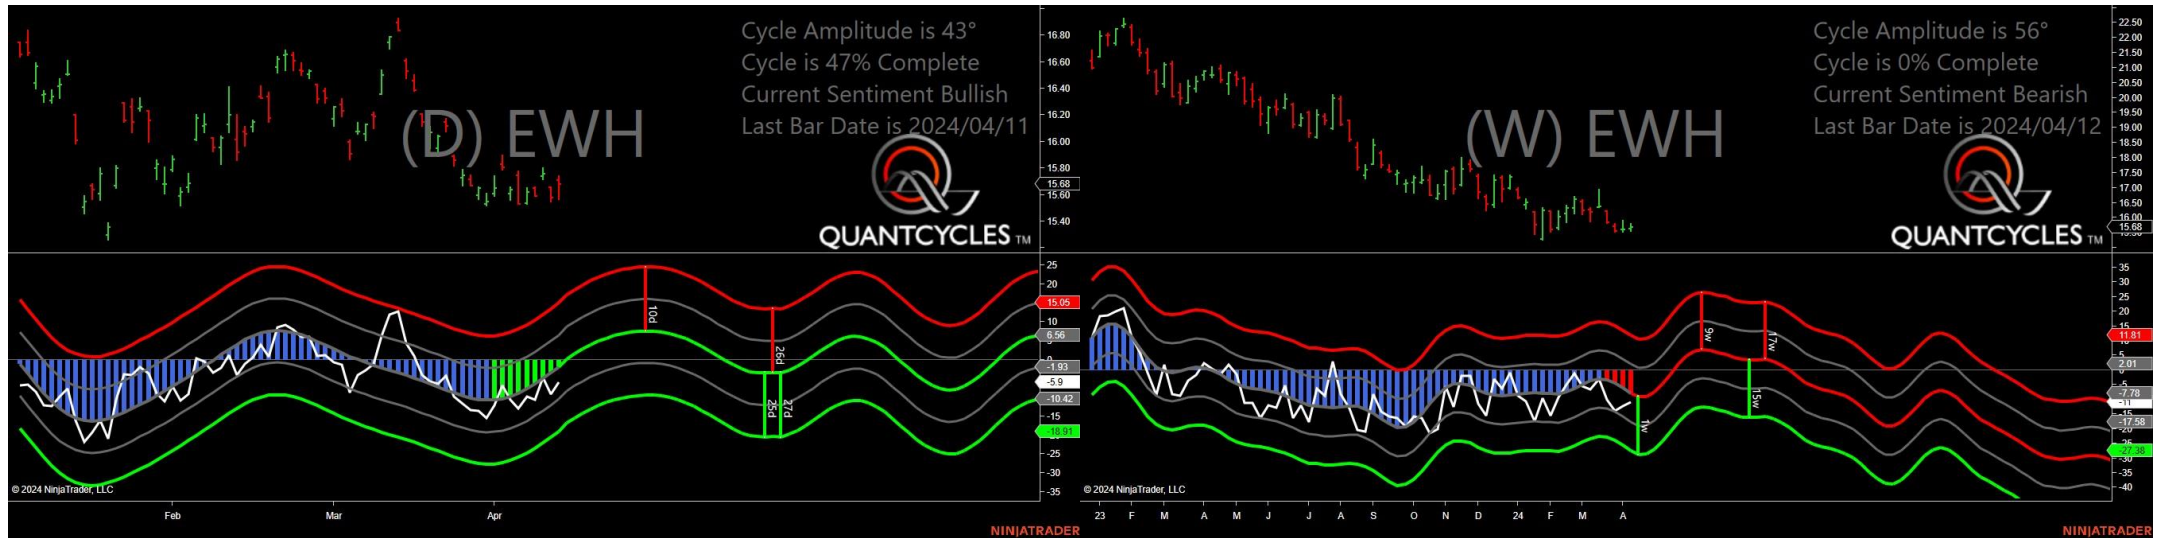 Cycle Amplitude is 43°
Cycle is 47% Complete
Current Sentiment Bullish
Last Bar Date is 2024/04/11
(D) EWH
QUANTCYCLES TM
16.80
16.60
16.40
16.20
16.00
15.80
15.68
15.60
15.40
25
20
15.05
10
6.56
0
-1.93
-5.9
-10.42
-15
-18.91
-25
-30
-35
10d
26d
25d
27d
© 2024 NinjaTrader, LLC
Feb
Mar
Apr
NINJATRADER
Cycle Amplitude is 56°
Cycle is 0% Complete
Current Sentiment Bearish
Last Bar Date is 2024/04/12
(W) EWH
QUANTCYCLES TM
22.50
22.00
21.50
21.00
20.50
20.00
19.50
19.00
18.50
18.00
17.50
17.00
16.50
16.00
15.68
35
30
25
20
15
11.81
5
2.01
0
-5
-7.78
-11
-15
-17.58
-20
-27.38
-30
-35
-40
9w
17w
15w
1w
© 2024 NinjaTrader, LLC
23 F M A M J J A S O N D 24 F M A
NINJATRADER